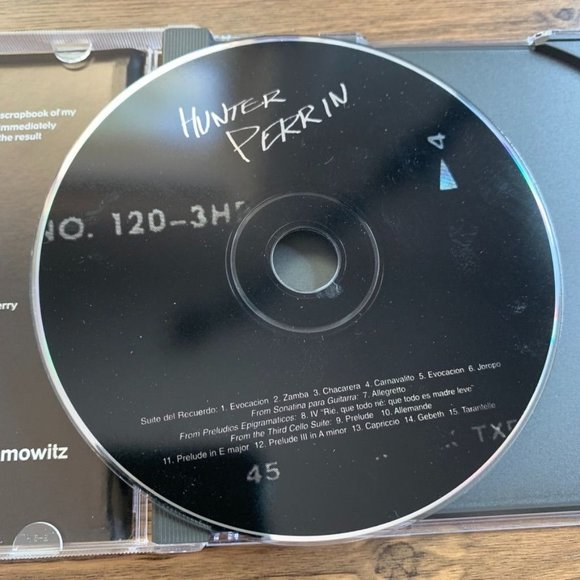 scrapbook of my
immediately
the result
HUNTER
PERRIN
4
NO. 120-3H
erry
Suite del Recuerdo: 1. Evocacion 2. Zamba 3. Chacarera 4. Carnavalito 5. Evocacion 6. Joropo
From Sonatina para Guitarra: 7. Allegretto
From Preludios Epigramaticos: 8. IV "Rie, que todo né: que todo es madre leve"
From the Third Cello Suite: 9. Prelude 10. Allemande
11. Prelude in E major 12. Prelude III in A minor 13. Capriccio 14. Gebeth 15. Tarantelle
mowitz
45